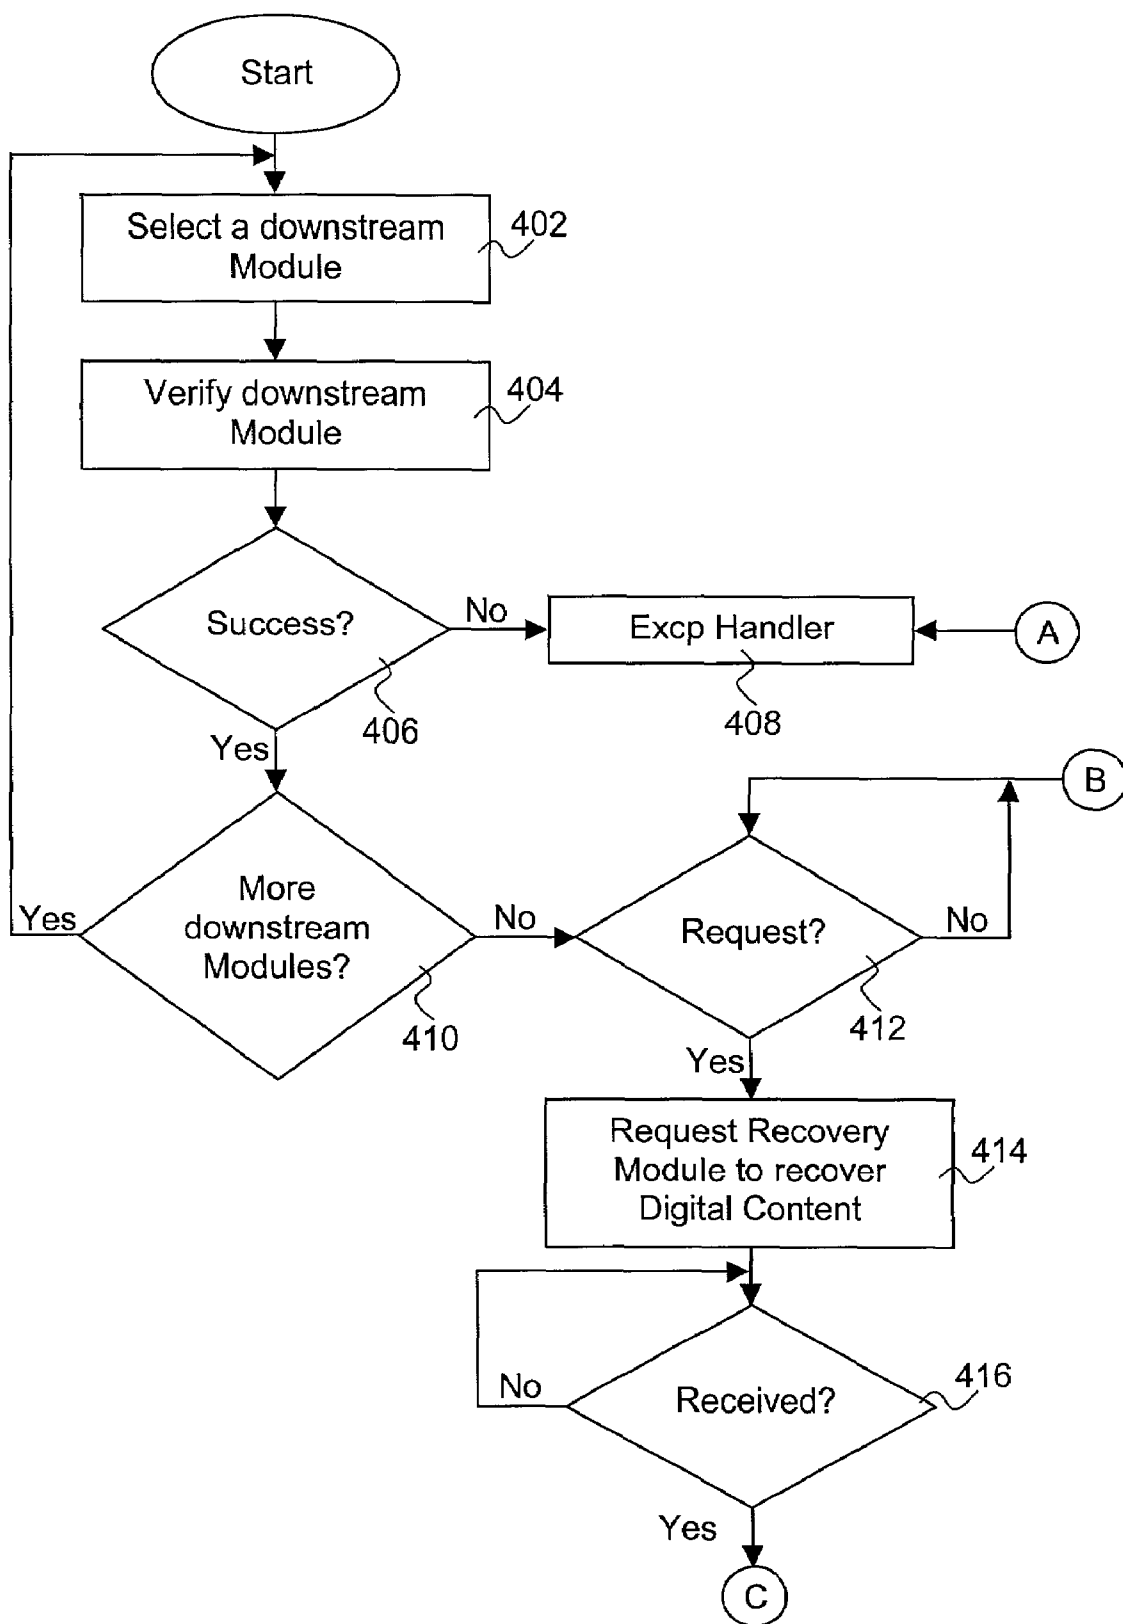 Start
Select a downstream
Module
402
Verify downstream
Module
404
Success?
No
Excp Handler
A
406
408
Yes
B
More
downstream
Modules?
Yes
No
Request?
No
410
412
Yes
Request Recovery
Module to recover
Digital Content
414
Received?
No
416
Yes
C